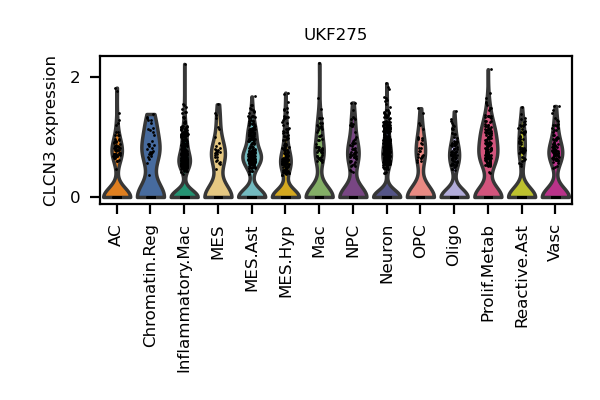 UKF275
CLCN3 expression
2
0
AC
Chromatin.Reg
Inflammatory.Mac
MES
MES.Ast
MES.Hyp
Mac
NPC
Neuron
OPC
Oligo
Prolif.Metab
Reactive.Ast
Vasc